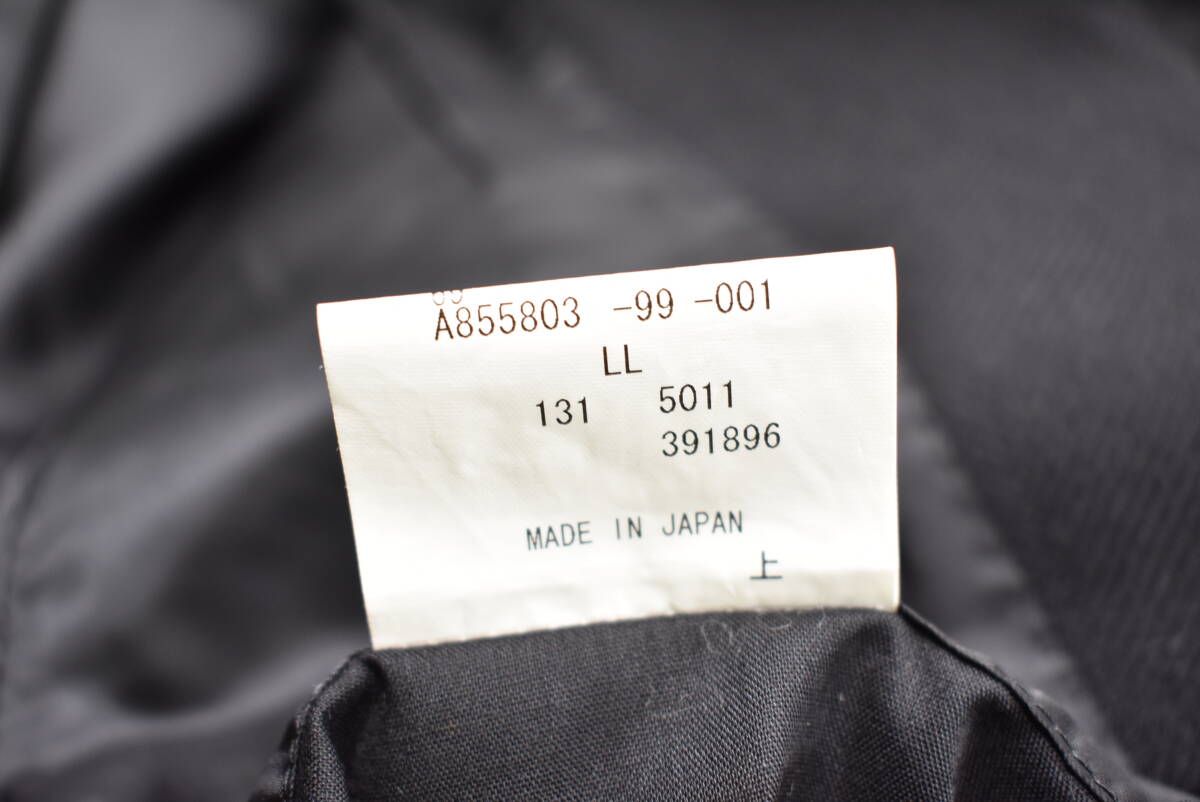 A855803 -99 -001
LL
131 5011
391896
MADE IN JAPAN
上